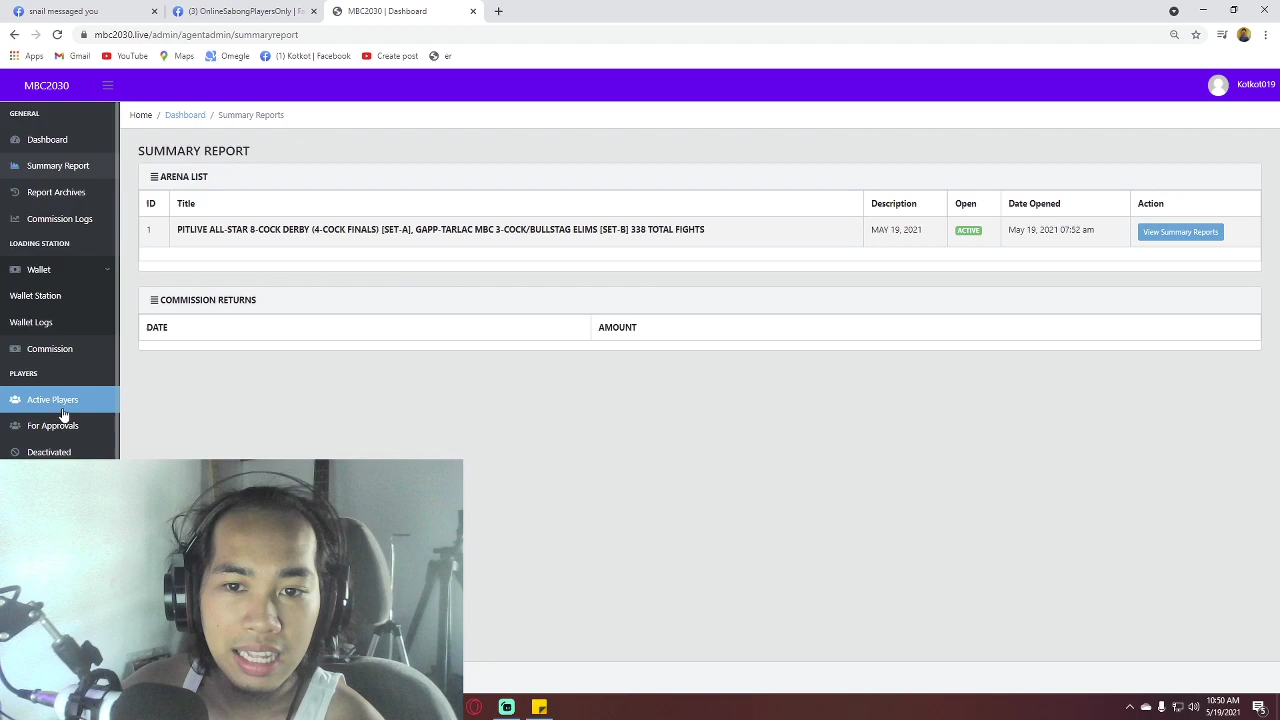 snail messaged you
(3) OnlineSabongPlayersOnly | Fa
MBC2030 | Dashboard
mbc2030.live/admin/agentadmin/summaryreport
Apps
Gmail
YouTube
Maps
Omegle
(1) Kotkot | Facebook
Create post
er
MBC2030
Kotkot019
GENERAL
Dashboard
Summary Report
Report Archives
Commission Logs
LOADING STATION
Wallet
Wallet Station
Wallet Logs
Commission
PLAYERS
Active Players
For Approvals
Deactivated
Home / Dashboard / Summary Reports
SUMMARY REPORT
ARENA LIST
ID Title Description Open Date Opened Action
1 PITLIVE ALL-STAR 8-COCK DERBY (4-COCK FINALS) [SET-A], GAPP-TARLAC MBC 3-COCK/BULLSTAG ELIMS [SET-B] 338 TOTAL FIGHTS MAY 19, 2021 ACTIVE May 19, 2021 07:52 am View Summary Reports
COMMISSION RETURNS
DATE AMOUNT
10:50 AM
5/19/2021